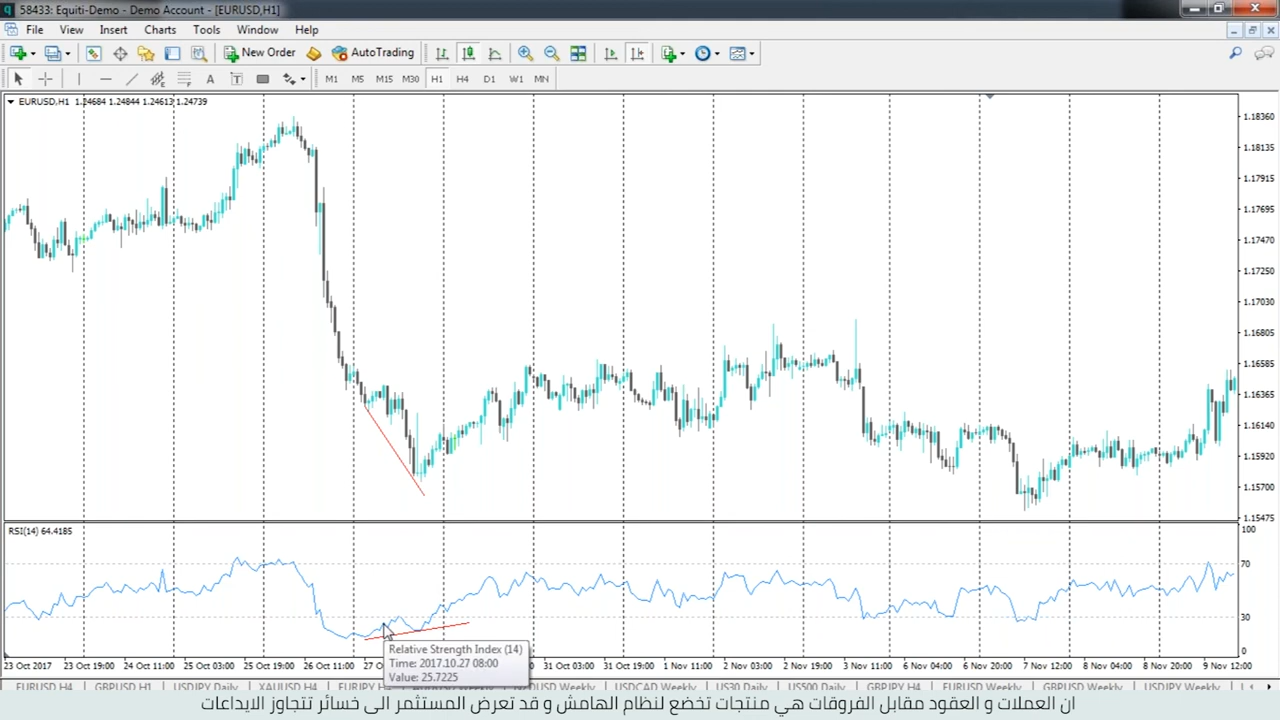 58433: Equiti-Demo - Demo Account - [EURUSD,H1]
File View Insert Charts Tools Window Help
New Order AutoTrading
A T M1 M5 M15 M30 H1 H4 D1 W1 MN
EURUSD,H1 1.24684 1.24844 1.24613 1.24739
1.18360
1.18135
1.17915
1.17695
1.17470
1.17250
1.17030
1.16805
1.16585
1.16365
1.16140
1.15920
1.15700
1.15475
RSI(14) 64.4185
100
70
30
0
Relative Strength Index (14)
Time: 2017.10.27 08:00
Value: 25.7225
23 Oct 2017 23 Oct 19:00 24 Oct 11:00 25 Oct 03:00 25 Oct 19:00 26 Oct 11:00 27 O 31 Oct 03:00 31 Oct 19:00 1 Nov 11:00 2 Nov 03:00 2 Nov 19:00 3 Nov 11:00 6 Nov 04:00 6 Nov 20:00 7 Nov 12:00 8 Nov 04:00 8 Nov 20:00 9 Nov 12:00
EURUSD H4 GBPUSD H1 USDJPY Daily XAUUSD H4 EURJPY Weekly USDCAD Weekly US30 Daily US500 Daily GBPJPY H4 EURUSD Weekly GBPUSD Weekly USDJPY Weekly
ان العملات و العقود مقابل الفروقات هي منتجات تخضع لنظام الهامش و قد تعرض المستثمر الى خسائر تتجاوز الايداعات